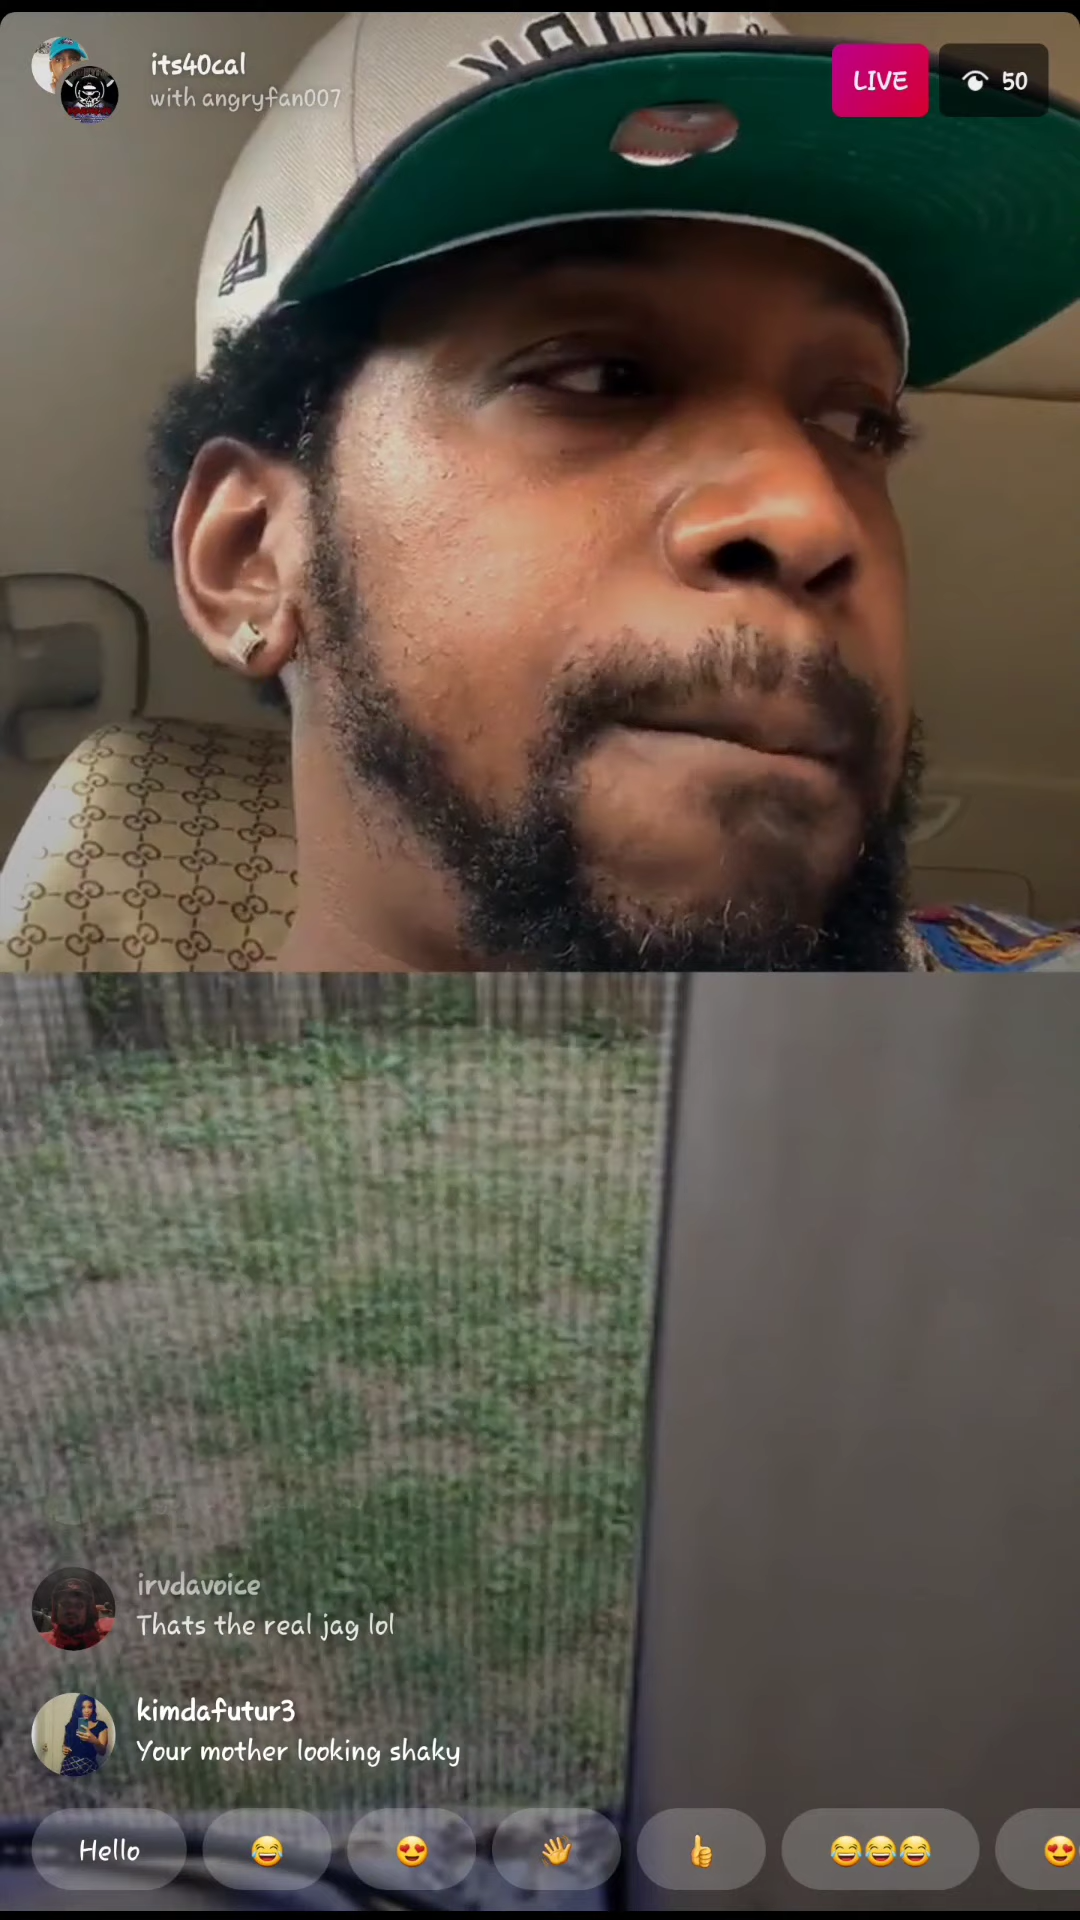 its40cal
with angryfan007
LIVE
50
irvdavoice
Thats the real jag lol
kimdafutur3
Your mother looking shaky
Hello